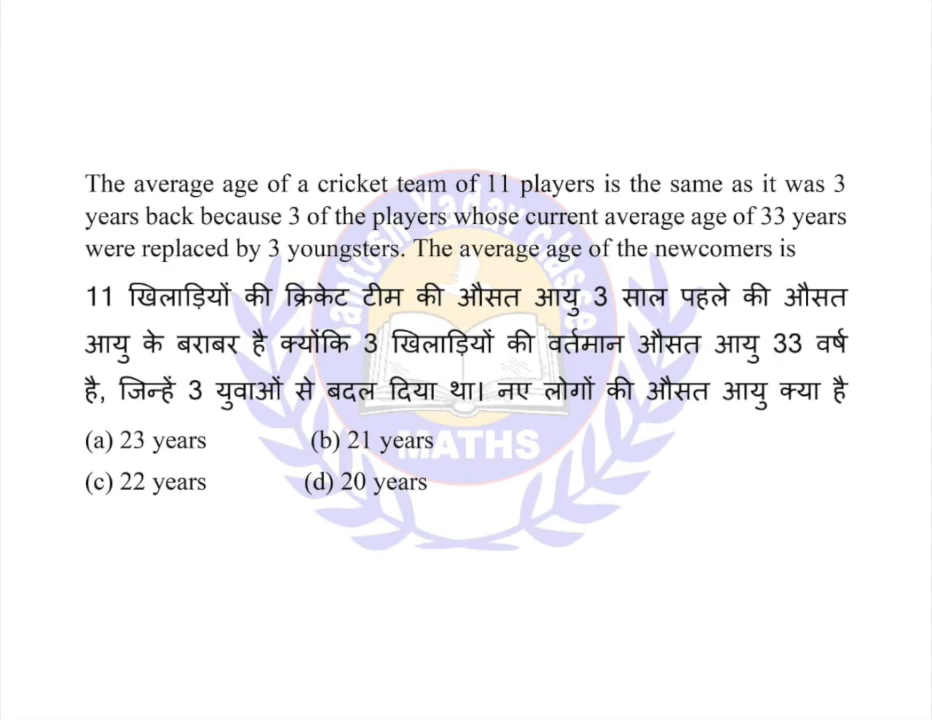 The average age of a cricket team of 11 players is the same as it was 3
years back because 3 of the players whose current average age of 33 years
were replaced by 3 youngsters. The average age of the newcomers is
11 खिलाड़ियों की क्रिकेट टीम की औसत आयु 3 साल पहले की औसत
आयु के बराबर है क्योंकि 3 खिलाड़ियों की वर्तमान औसत आयु 33 वर्ष
है, जिन्हें 3 युवाओं से बदल दिया था। नए लोगों की औसत आयु क्या है
(a) 23 years (b) 21 years
(c) 22 years (d) 20 years
Santosh Yadav Classes
MATHS